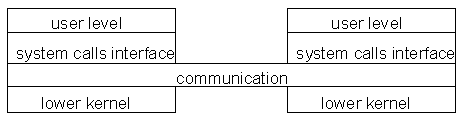 user level user level
system calls interface system calls interface
communication
lower kernel lower kernel